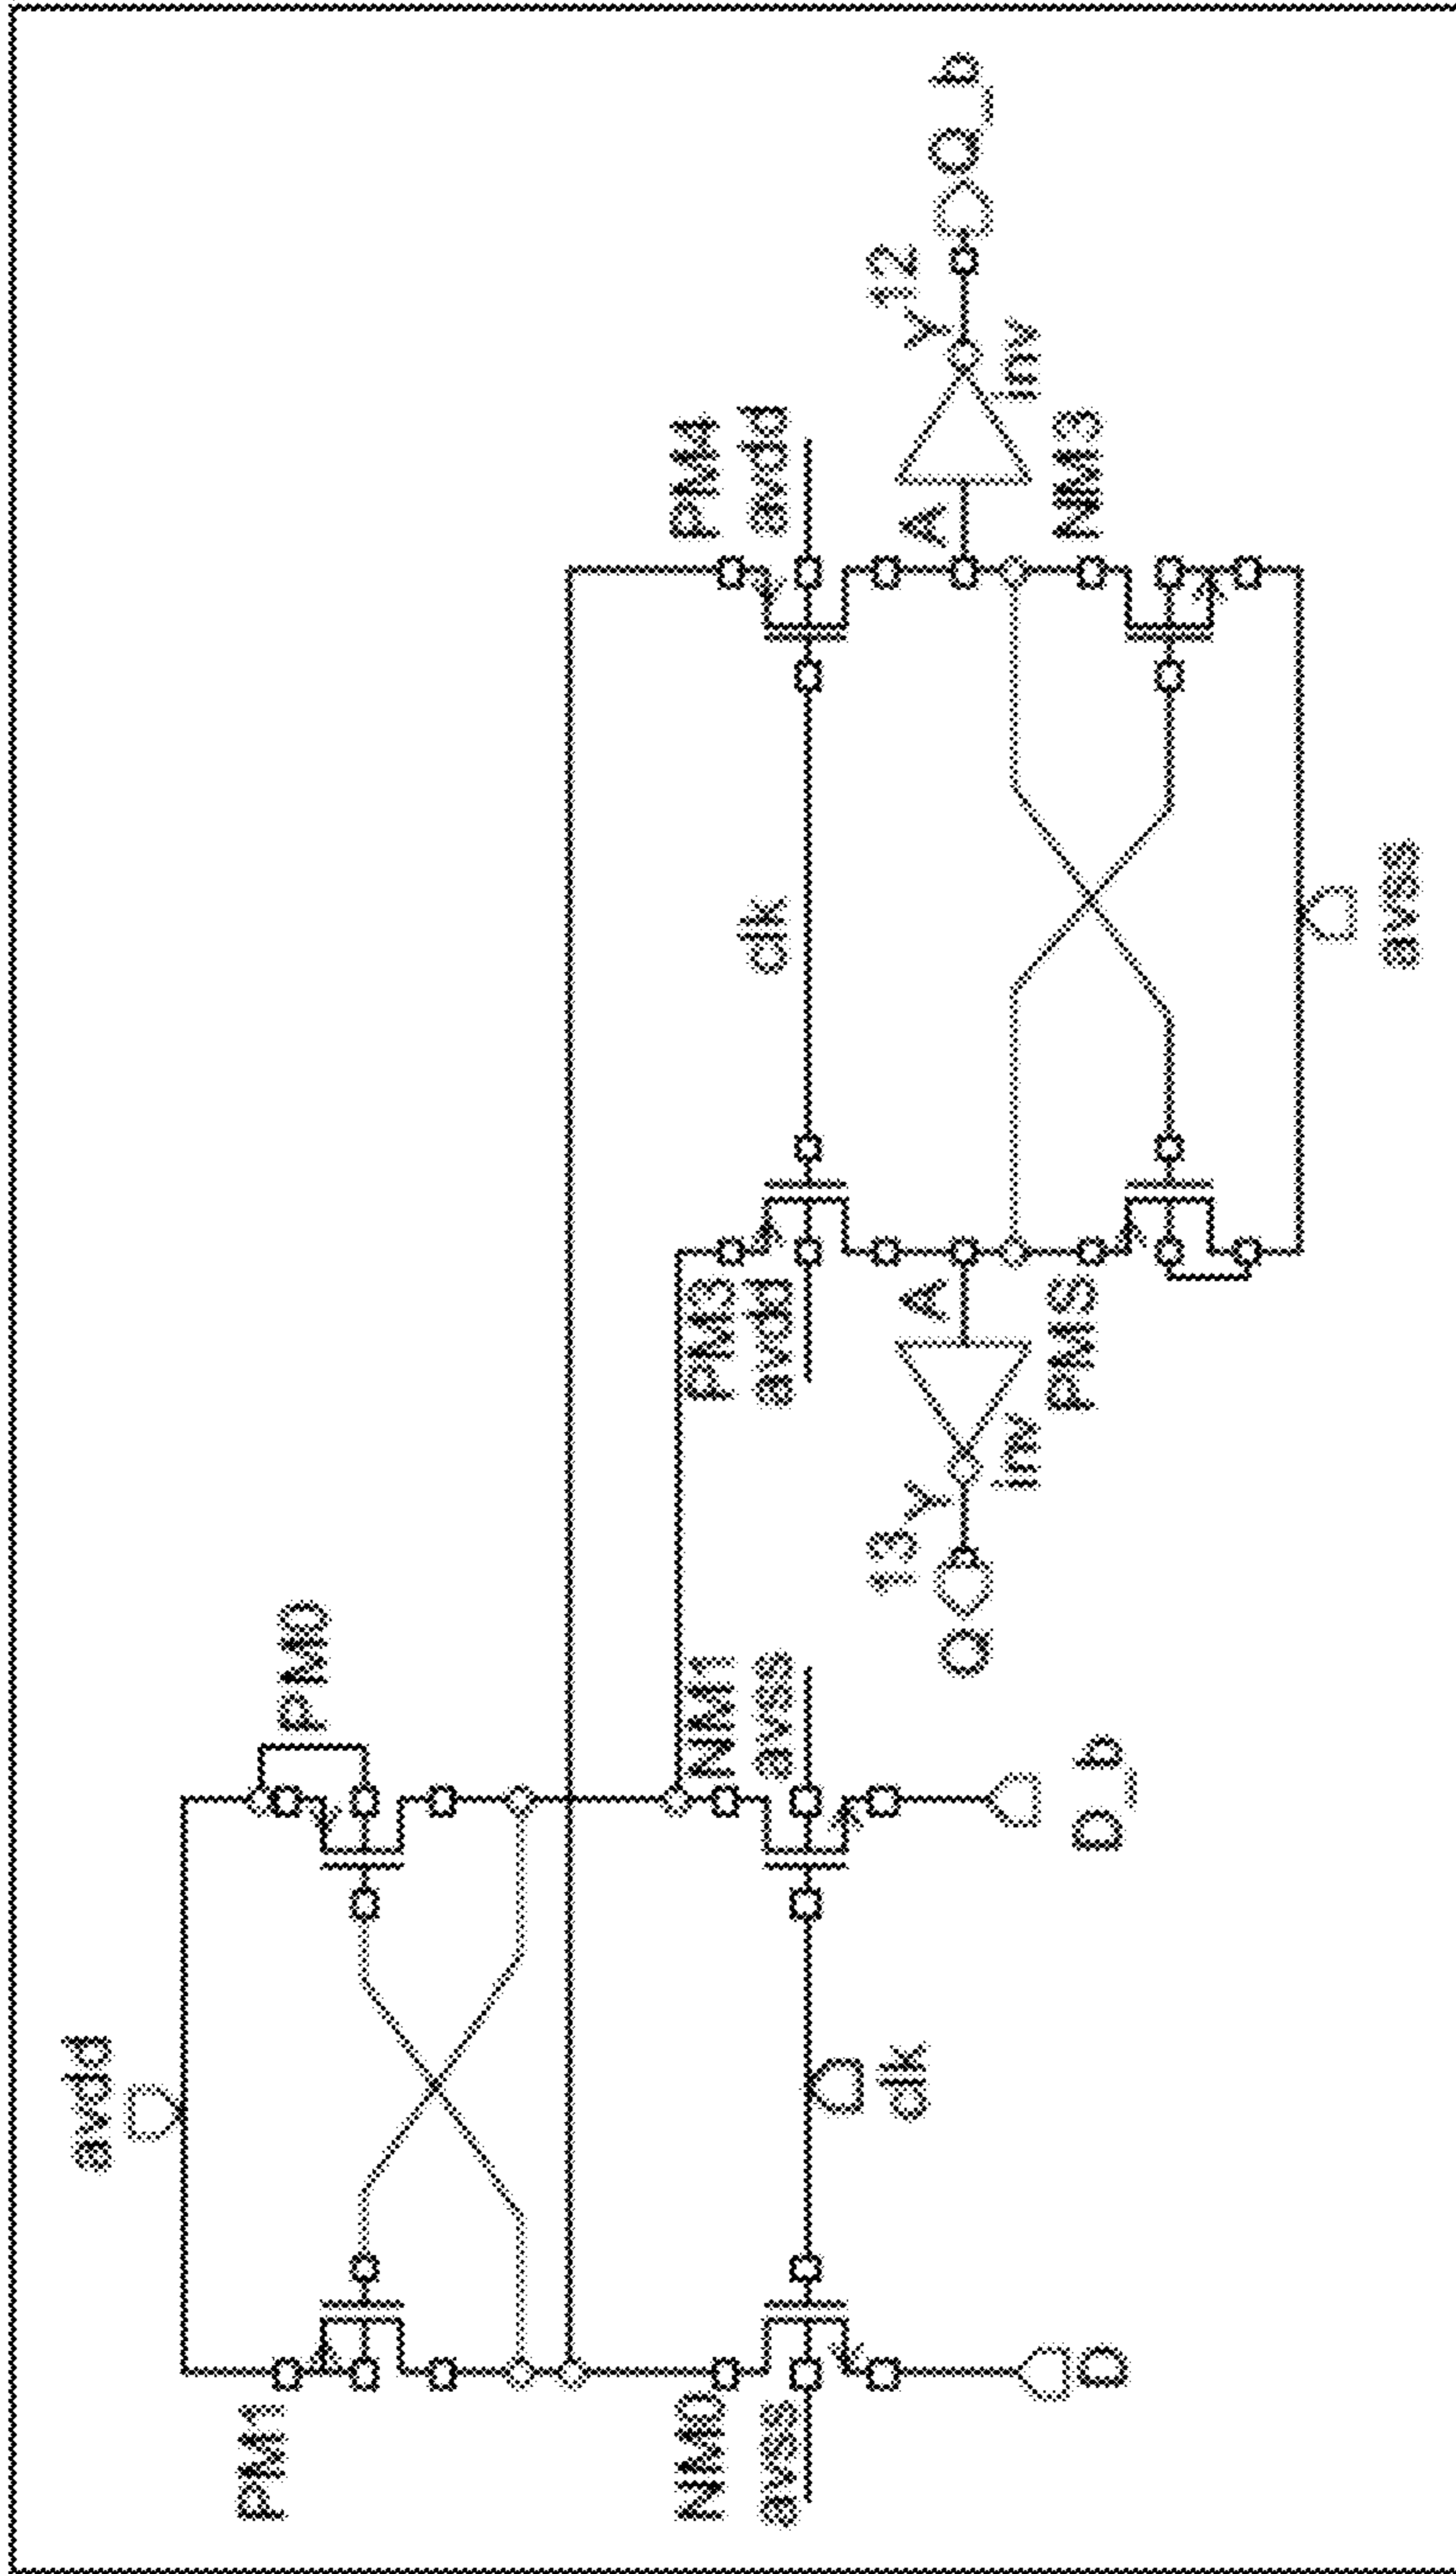 avdd
PM1
PM0
NM0
avss
NM1
avss
clk
D
D_b
PM3
avdd
clk
PM4
avdd
13
Y
A
inv
Q
PMIS
A
12
Y
inv
Q_b
NM3
avss